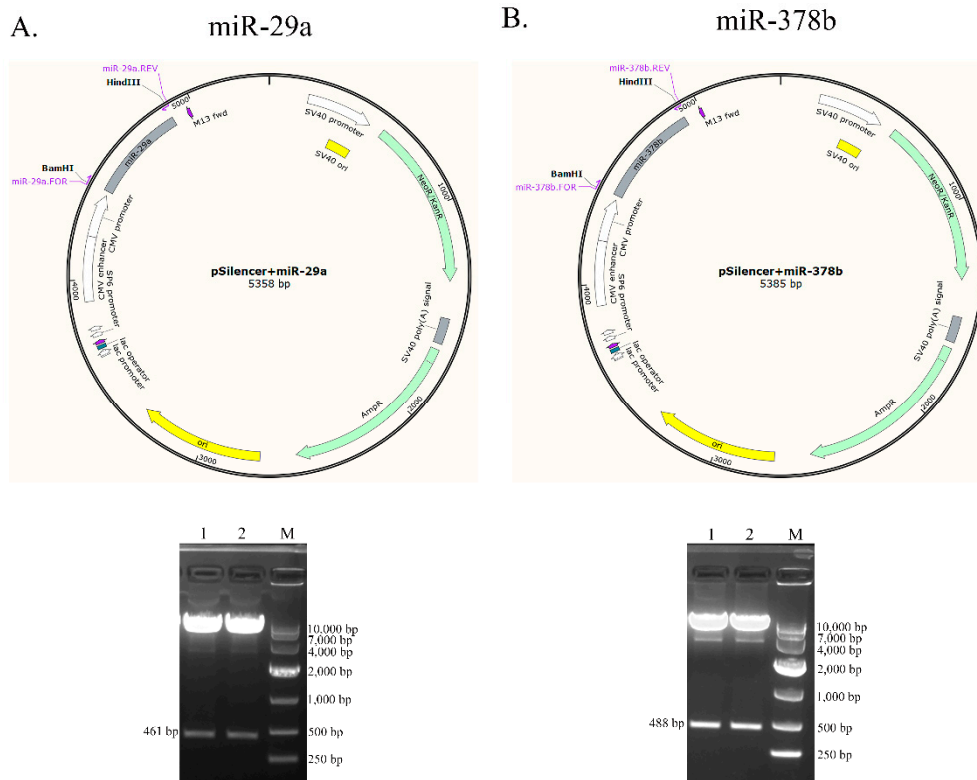 A.
miR-29a
miR-29a.REV
HindIII
5000
M13 fwd
miR-29a
BamHI
miR-29a.FOR
CMV promoter
CMV enhancer
SP6 promoter
4000
lac operator
lac promoter
SV40 promoter
SV40 ori
NeoR/KanR
1000
pSilencer+miR-29a
5358 bp
SV40 poly(A) signal
AmpR
2000
ori
3000
1 2 M
10,000 bp
7,000 bp
4,000 bp
2,000 bp
1,000 bp
461 bp
500 bp
250 bp
B.
miR-378b
miR-378b.REV
HindIII
5000
M13 fwd
miR-378b
BamHI
miR-378b.FOR
CMV promoter
CMV enhancer
SP6 promoter
4000
lac operator
lac promoter
SV40 promoter
SV40 ori
NeoR/KanR
1000
pSilencer+miR-378b
5385 bp
SV40 poly(A) signal
AmpR
2000
ori
3000
1 2 M
10,000 bp
7,000 bp
4,000 bp
2,000 bp
1,000 bp
488 bp
500 bp
250 bp